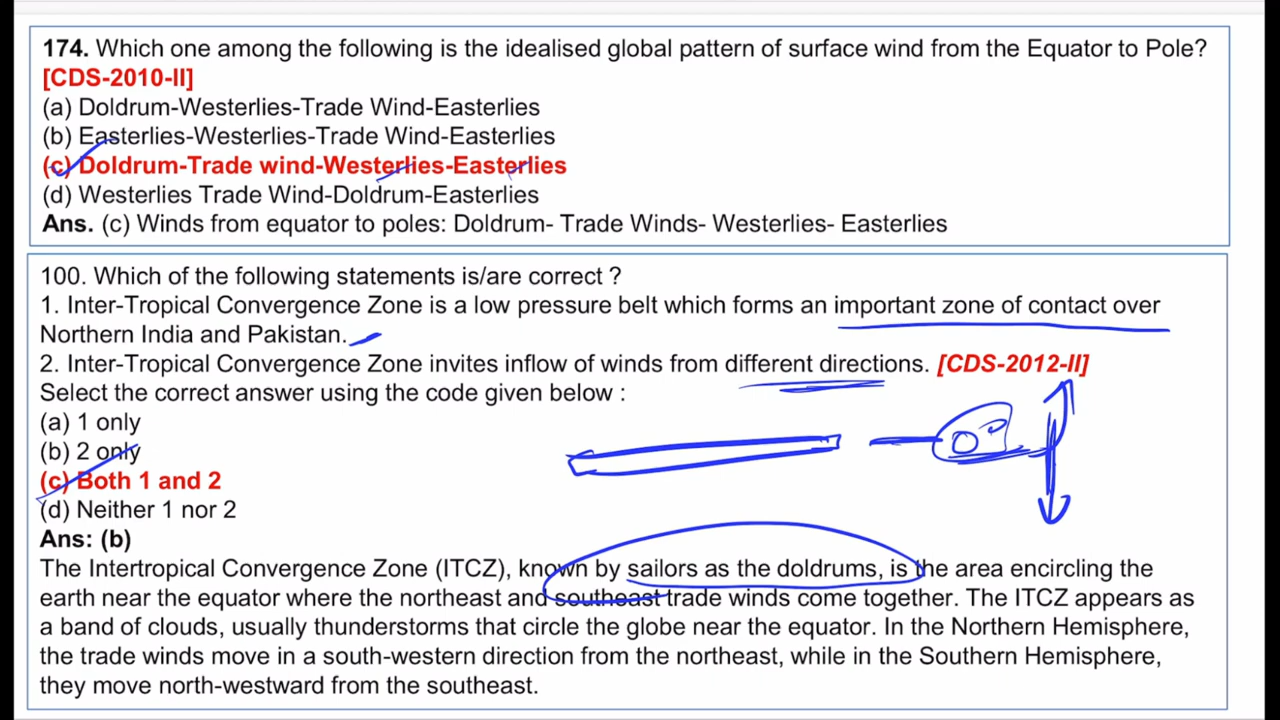 174. Which one among the following is the idealised global pattern of surface wind from the Equator to Pole?
[CDS-2010-II]
(a) Doldrum-Westerlies-Trade Wind-Easterlies
(b) Easterlies-Westerlies-Trade Wind-Easterlies
(c) Doldrum-Trade wind-Westerlies-Easterlies
(d) Westerlies Trade Wind-Doldrum-Easterlies
Ans. (c) Winds from equator to poles: Doldrum- Trade Winds- Westerlies- Easterlies
100. Which of the following statements is/are correct ?
1. Inter-Tropical Convergence Zone is a low pressure belt which forms an important zone of contact over
Northern India and Pakistan.
2. Inter-Tropical Convergence Zone invites inflow of winds from different directions. [CDS-2012-II]
Select the correct answer using the code given below :
(a) 1 only
(b) 2 only
(c) Both 1 and 2
(d) Neither 1 nor 2
Ans: (b)
The Intertropical Convergence Zone (ITCZ), known by sailors as the doldrums, is the area encircling the
earth near the equator where the northeast and southeast trade winds come together. The ITCZ appears as
a band of clouds, usually thunderstorms that circle the globe near the equator. In the Northern Hemisphere,
the trade winds move in a south-western direction from the northeast, while in the Southern Hemisphere,
they move north-westward from the southeast.